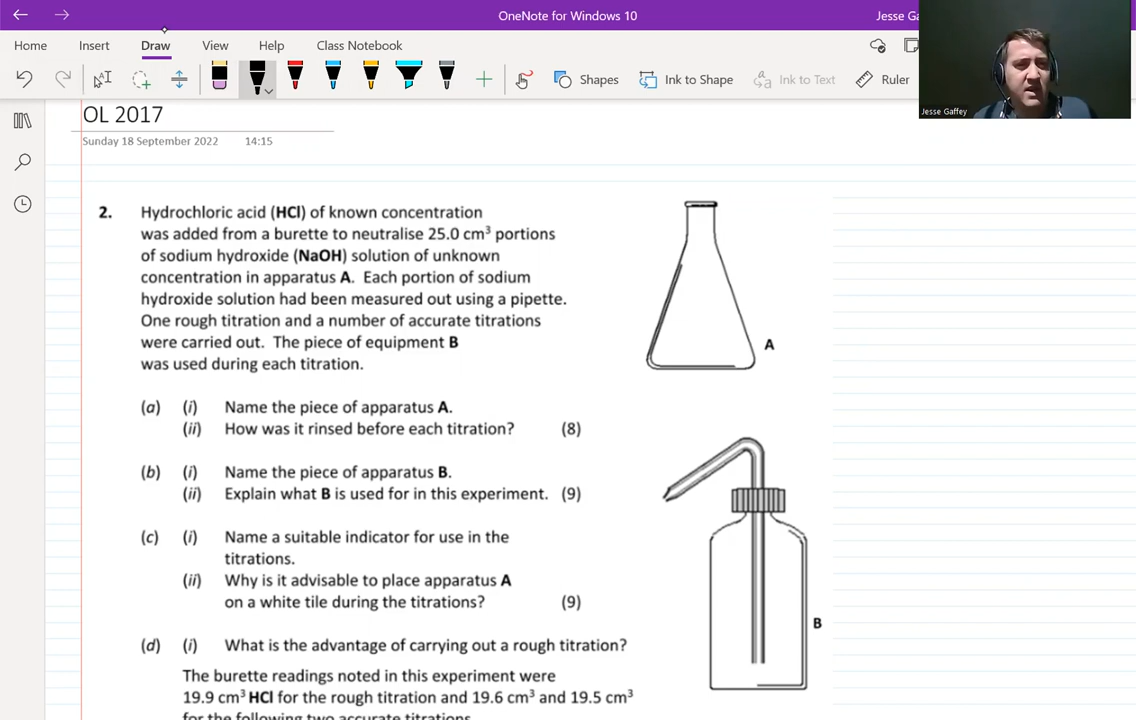 OneNote for Windows 10
Jesse Ga
Home
Insert
Draw
View
Help
Class Notebook
Shapes
Ink to Shape
Ink to Text
Ruler
Jesse Gaffey
OL 2017
Sunday 18 September 2022 14:15
2. Hydrochloric acid (HCl) of known concentration
was added from a burette to neutralise 25.0 cm³ portions
of sodium hydroxide (NaOH) solution of unknown
concentration in apparatus A. Each portion of sodium
hydroxide solution had been measured out using a pipette.
One rough titration and a number of accurate titrations
were carried out. The piece of equipment B
was used during each titration.
A
(a) (i) Name the piece of apparatus A.
(ii) How was it rinsed before each titration? (8)
(b) (i) Name the piece of apparatus B.
(ii) Explain what B is used for in this experiment. (9)
(c) (i) Name a suitable indicator for use in the
titrations.
(ii) Why is it advisable to place apparatus A
on a white tile during the titrations? (9)
B
(d) (i) What is the advantage of carrying out a rough titration?
The burette readings noted in this experiment were
19.9 cm³ HCl for the rough titration and 19.6 cm³ and 19.5 cm³
for the following two accurate titrations